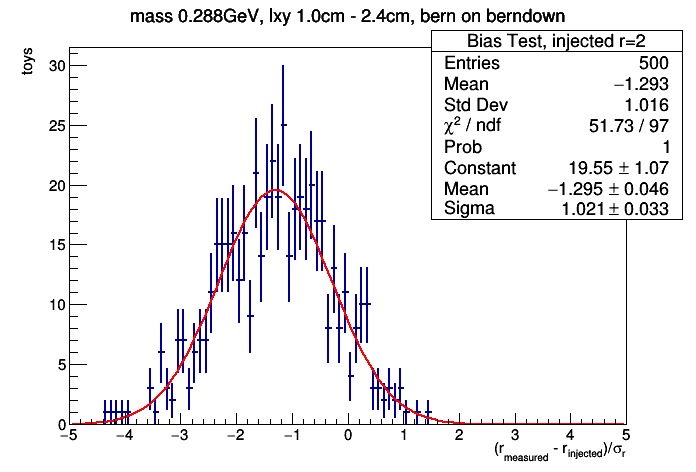 mass 0.288GeV, lxy 1.0cm - 2.4cm, bern on berndown
Bias Test, injected r=2
Entries 500
Mean −1.293
Std Dev 1.016
χ² / ndf 51.73 / 97
Prob 1
Constant 19.55 ± 1.07
Mean −1.295 ± 0.046
Sigma 1.021 ± 0.033
toys
30
25
20
15
10
5
0
−5 −4 −3 −2 −1 0 1 2 3 4 5
(r_measured - r_injected)/σ_r